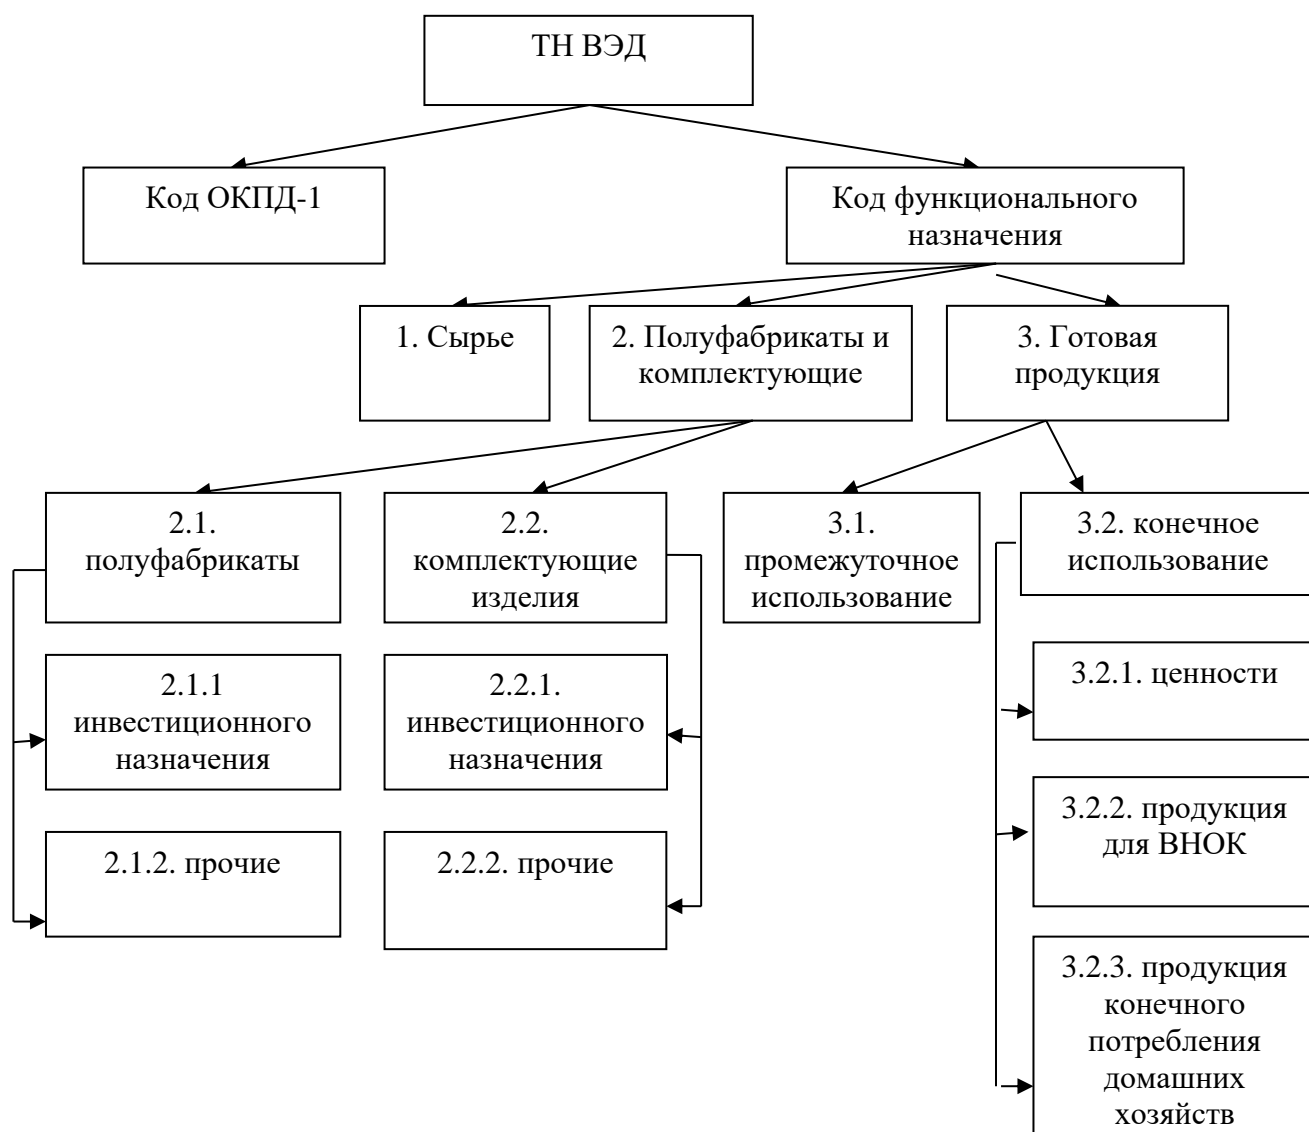 ТН ВЭД
Код ОКПД-1
Код функционального
назначения
1. Сырье
2. Полуфабрикаты и
комплектующие
3. Готовая
продукция
2.1.
полуфабрикаты
2.2.
комплектующие
изделия
3.1.
промежуточное
использование
3.2. конечное
использование
2.1.1
инвестиционного
назначения
2.2.1.
инвестиционного
назначения
3.2.1. ценности
2.1.2. прочие
2.2.2. прочие
3.2.2. продукция
для ВНОК
3.2.3. продукция
конечного
потребления
домашних
хозяйств